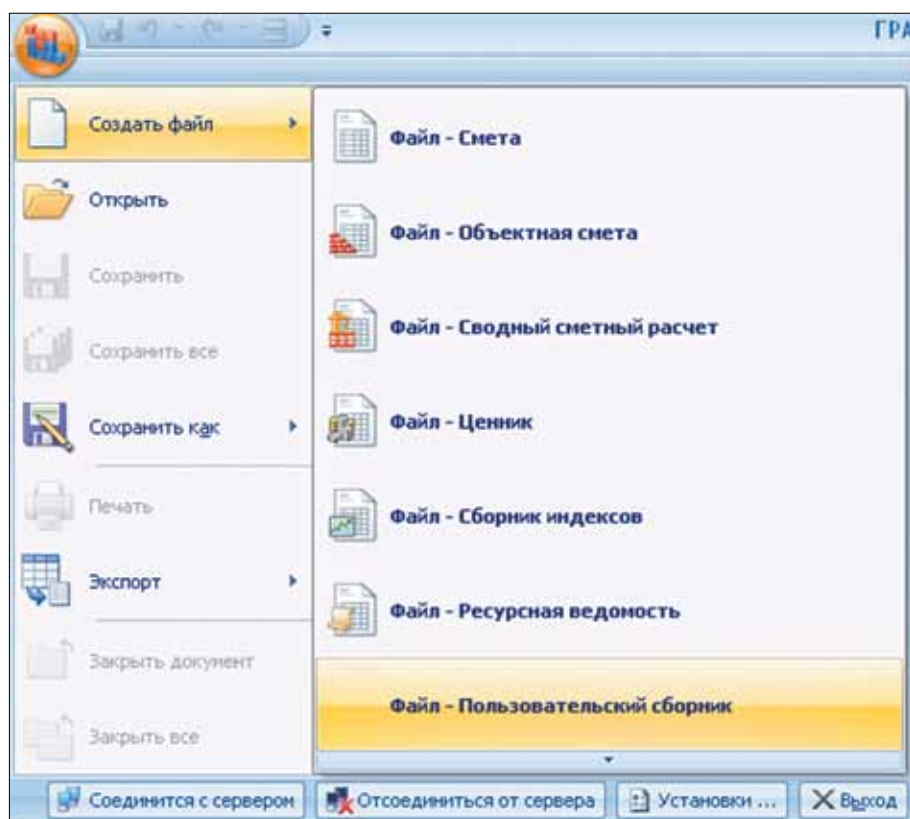 ГРА
Создать файл
Открыть
Сохранить
Сохранить все
Сохранить как
Печать
Экспорт
Закрыть документ
Закрыть все
Файл - Смета
Файл - Объектная смета
Файл - Сводный сметный расчет
Файл - Ценник
Файл - Сборник индексов
Файл - Ресурсная ведомость
Файл - Пользовательский сборник
Соединится с сервером
Отсоединиться от сервера
Установки ...
Выход